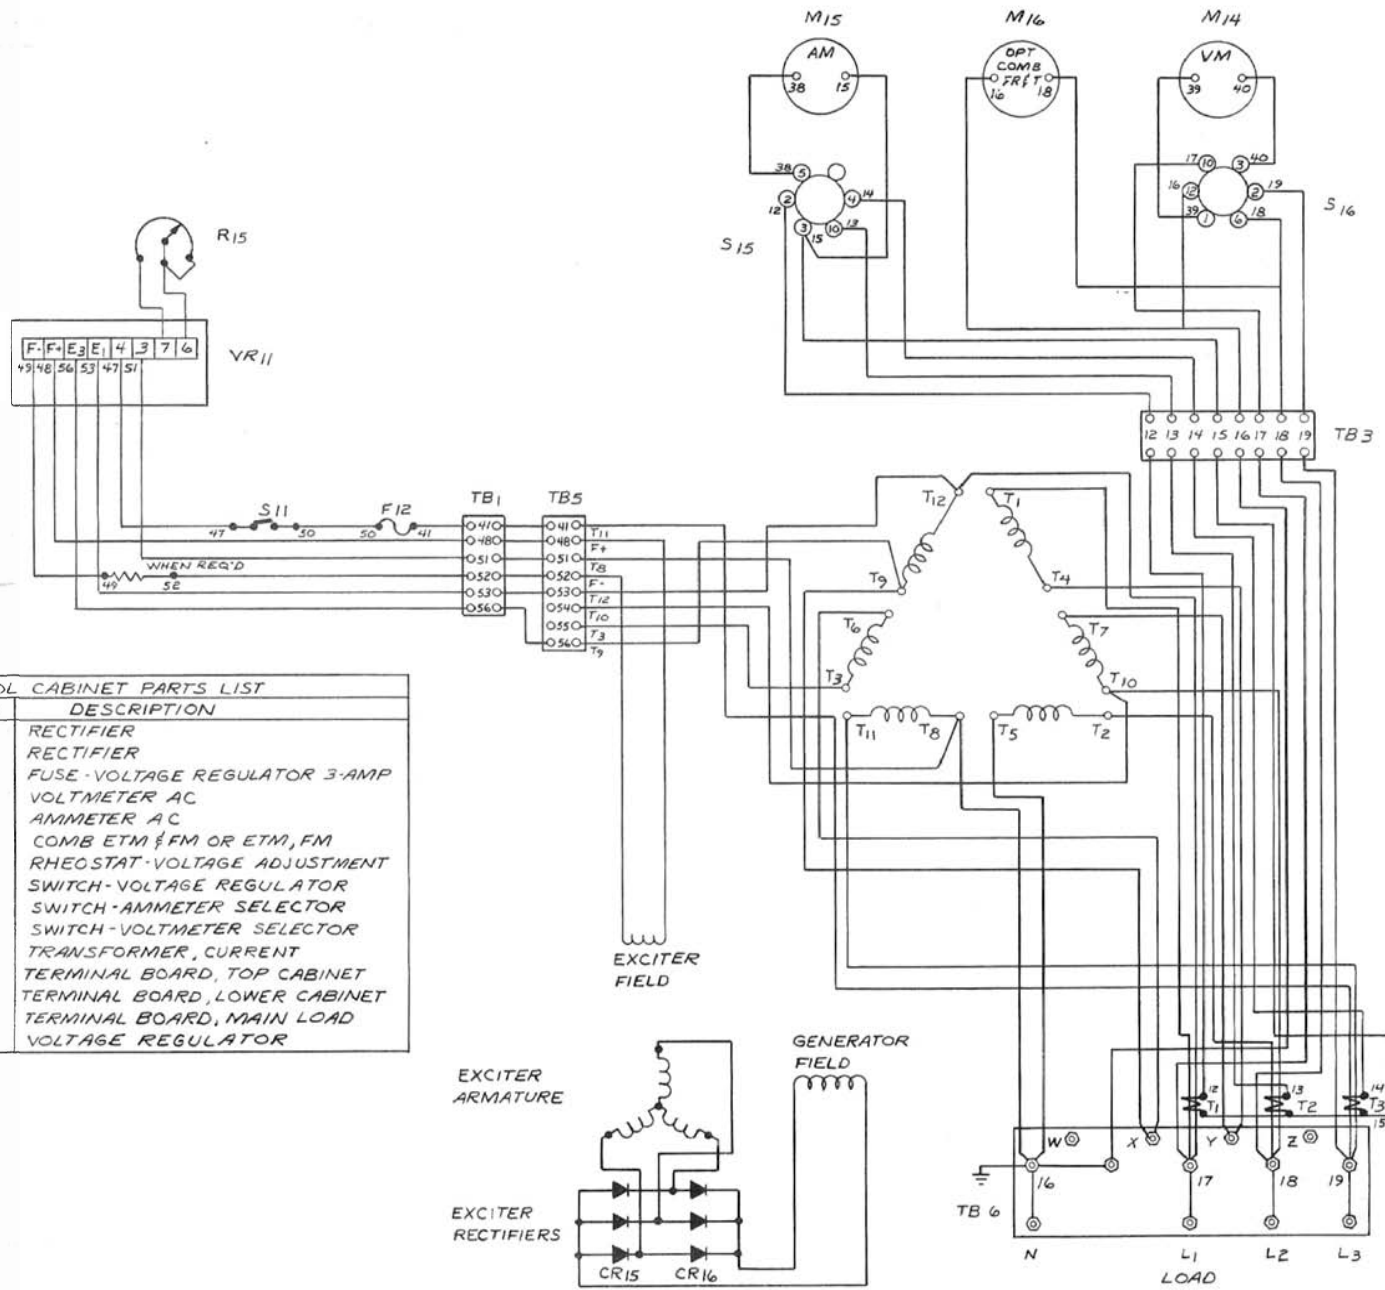 M15
M16
M14
AM
38
15
OPT
COMB
FR&T
16
18
VM
39
40
38
5
2
12
4
14
3
15
10
13
S15
17
10
3
40
16
12
2
19
39
1
6
18
S16
R15
F-
F+
E3
E1
4
3
7
6
VR11
49
48
56
53
47
51
12
13
14
15
16
17
18
19
TB3
TB1
TB5
S11
F12
47
50
50
41
WHEN REQ'D
49
52
41
48
51
52
53
56
41
48
51
52
53
54
55
56
T11
F+
T8
F-
T12
T10
T3
T9
T12
T1
T9
T4
T6
T7
T3
T10
T11
T8
T5
T2
OL CABINET PARTS LIST
DESCRIPTION
RECTIFIER
RECTIFIER
FUSE-VOLTAGE REGULATOR 3-AMP
VOLTMETER AC
AMMETER AC
COMB ETM & FM OR ETM, FM
RHEOSTAT-VOLTAGE ADJUSTMENT
SWITCH-VOLTAGE REGULATOR
SWITCH-AMMETER SELECTOR
SWITCH-VOLTMETER SELECTOR
TRANSFORMER, CURRENT
TERMINAL BOARD, TOP CABINET
TERMINAL BOARD, LOWER CABINET
TERMINAL BOARD, MAIN LOAD
VOLTAGE REGULATOR
EXCITER
FIELD
EXCITER
ARMATURE
GENERATOR
FIELD
EXCITER
RECTIFIERS
CR15
CR16
12
T1
13
T2
14
T3
15
W
X
Y
Z
16
17
18
19
TB6
N
L1
L2
L3
LOAD